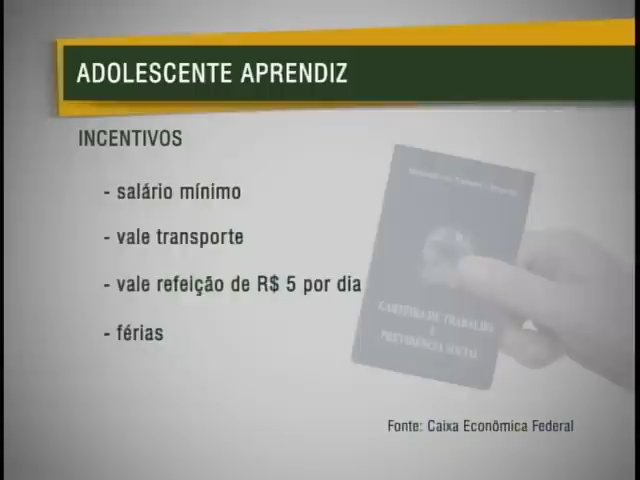 ADOLESCENTE APRENDIZ
INCENTIVOS
- salário mínimo
- vale transporte
- vale refeição de R$ 5 por dia
- férias
CARTEIRA DE TRABALHO
E
PREVIDÊNCIA SOCIAL
Fonte: Caixa Econômica Federal